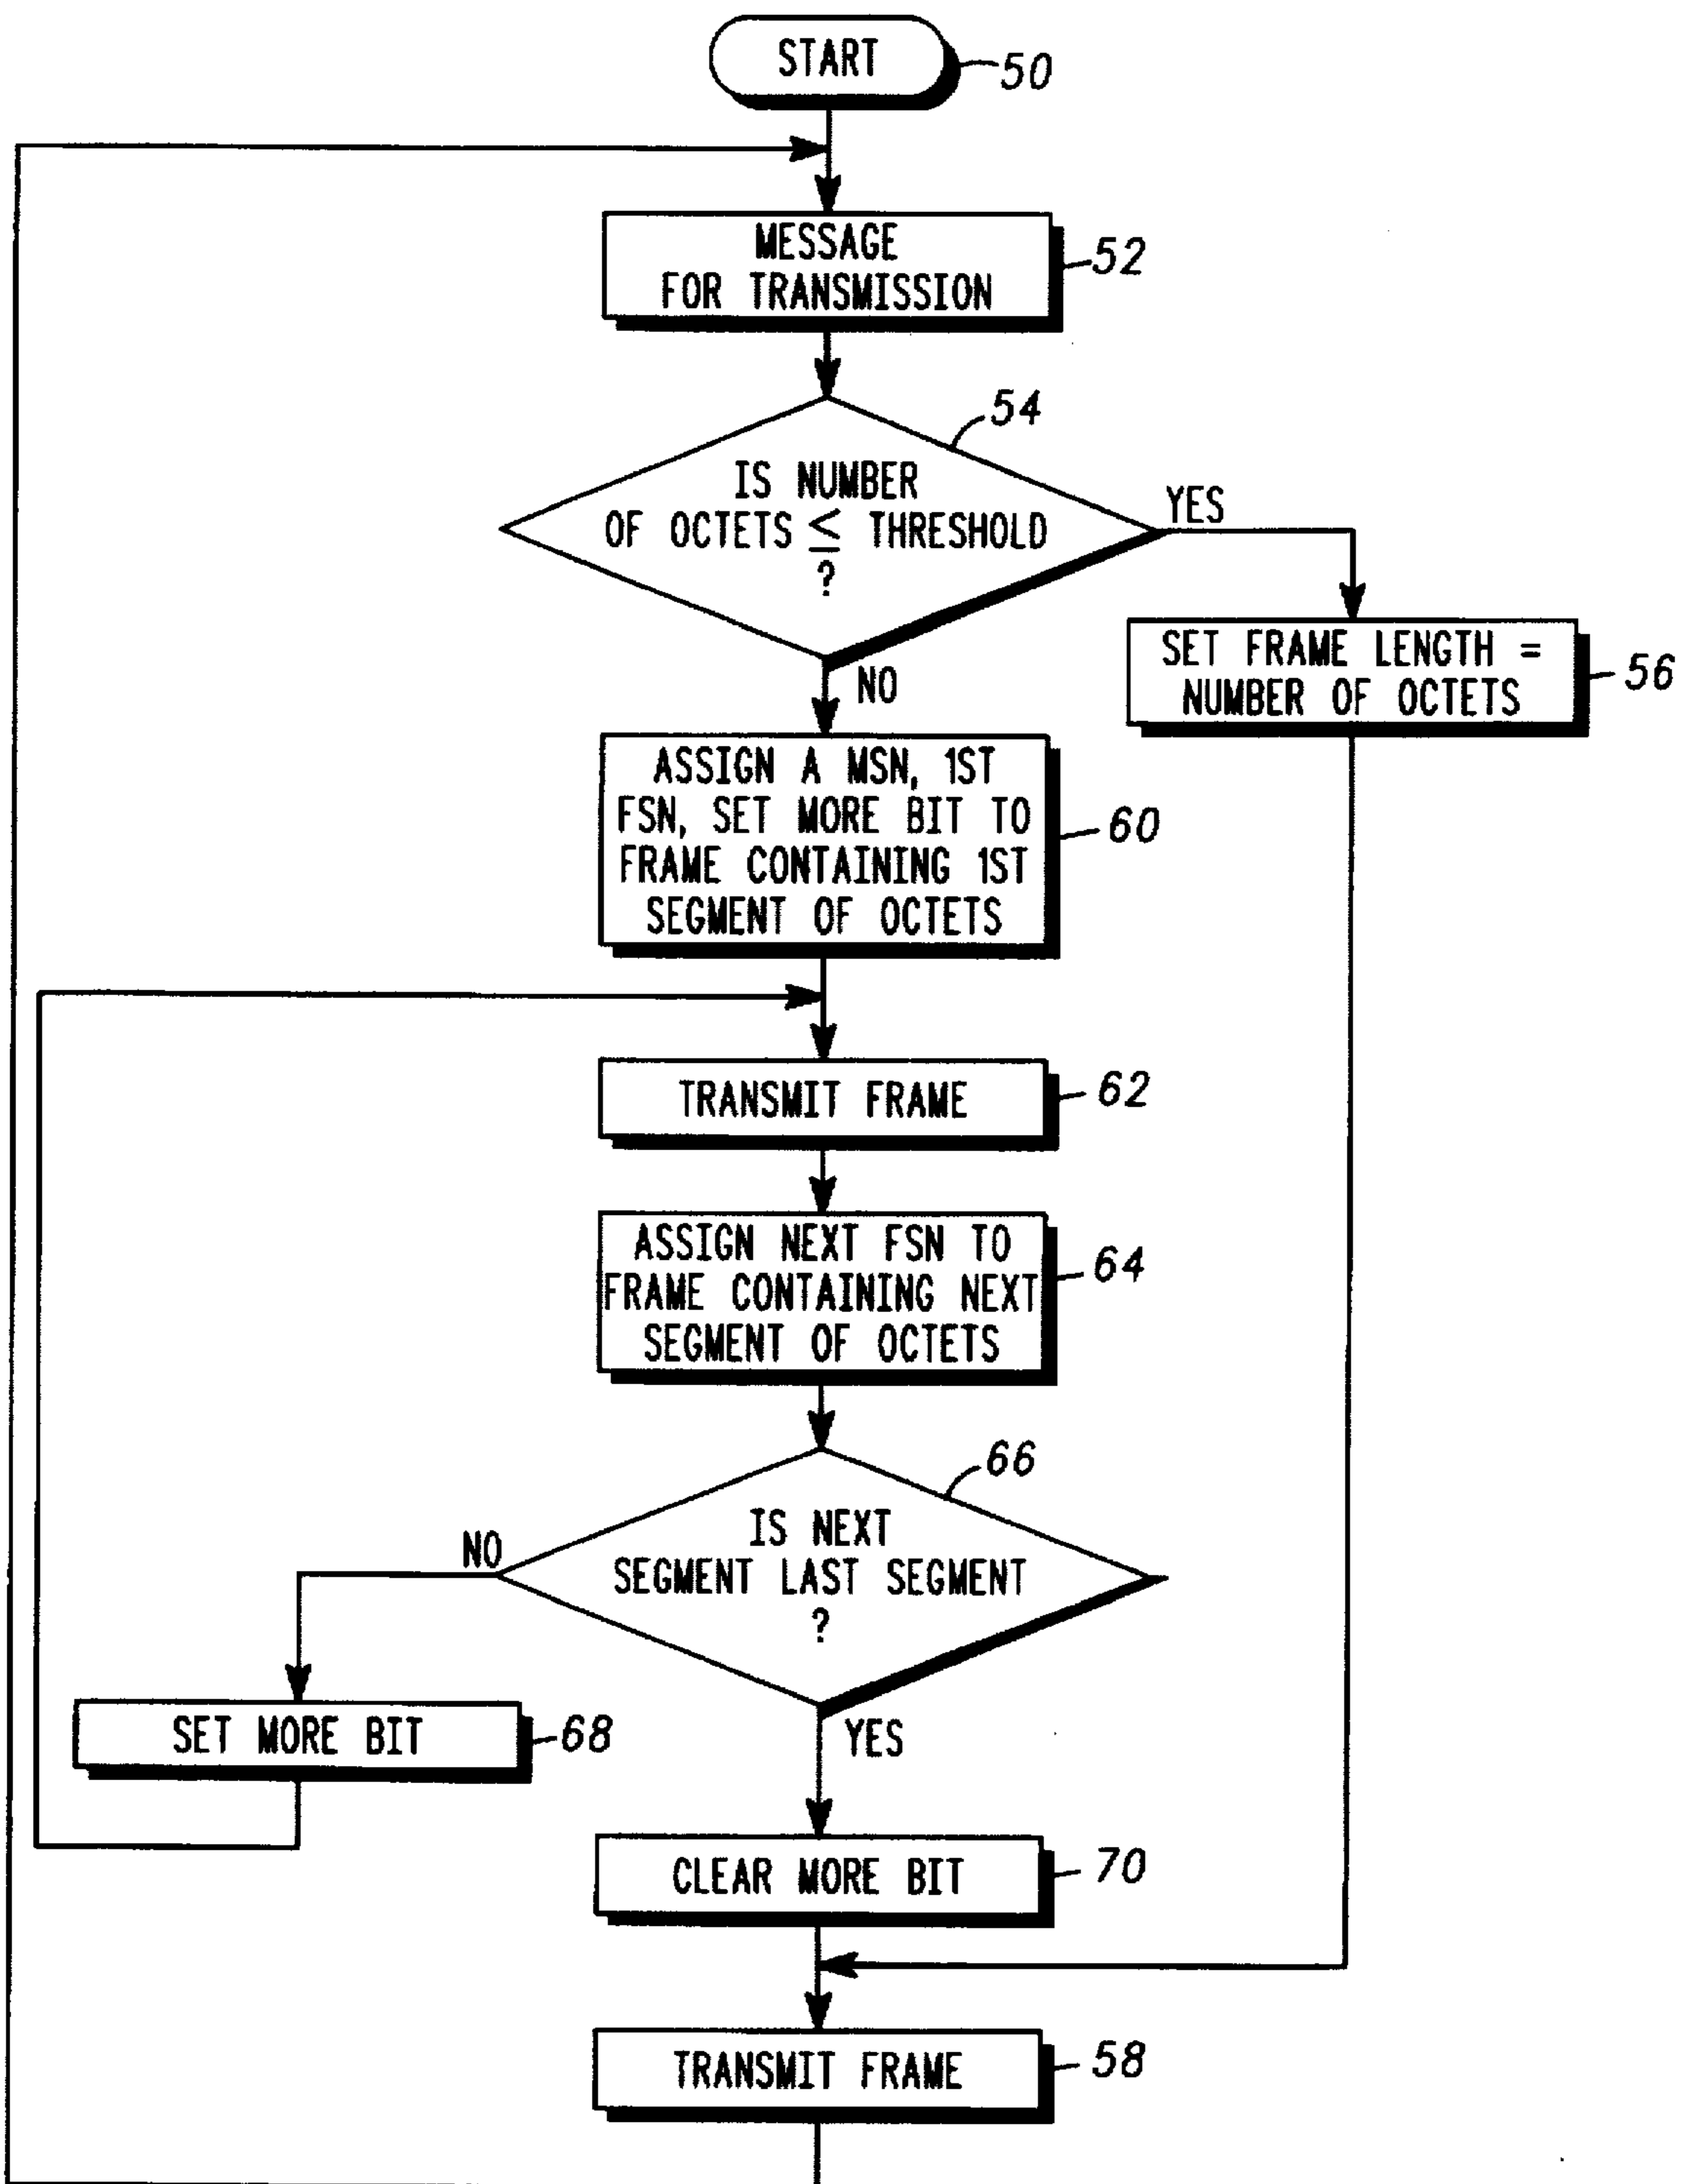 START
50
MESSAGE
FOR TRANSMISSION
52
54
IS NUMBER
OF OCTETS ≤ THRESHOLD
?
YES
NO
SET FRAME LENGTH =
NUMBER OF OCTETS
56
ASSIGN A MSN, 1ST
FSN, SET MORE BIT TO
FRAME CONTAINING 1ST
SEGMENT OF OCTETS
60
TRANSMIT FRAME
62
ASSIGN NEXT FSN TO
FRAME CONTAINING NEXT
SEGMENT OF OCTETS
64
66
IS NEXT
SEGMENT LAST SEGMENT
?
NO
YES
SET MORE BIT
68
CLEAR MORE BIT
70
TRANSMIT FRAME
58